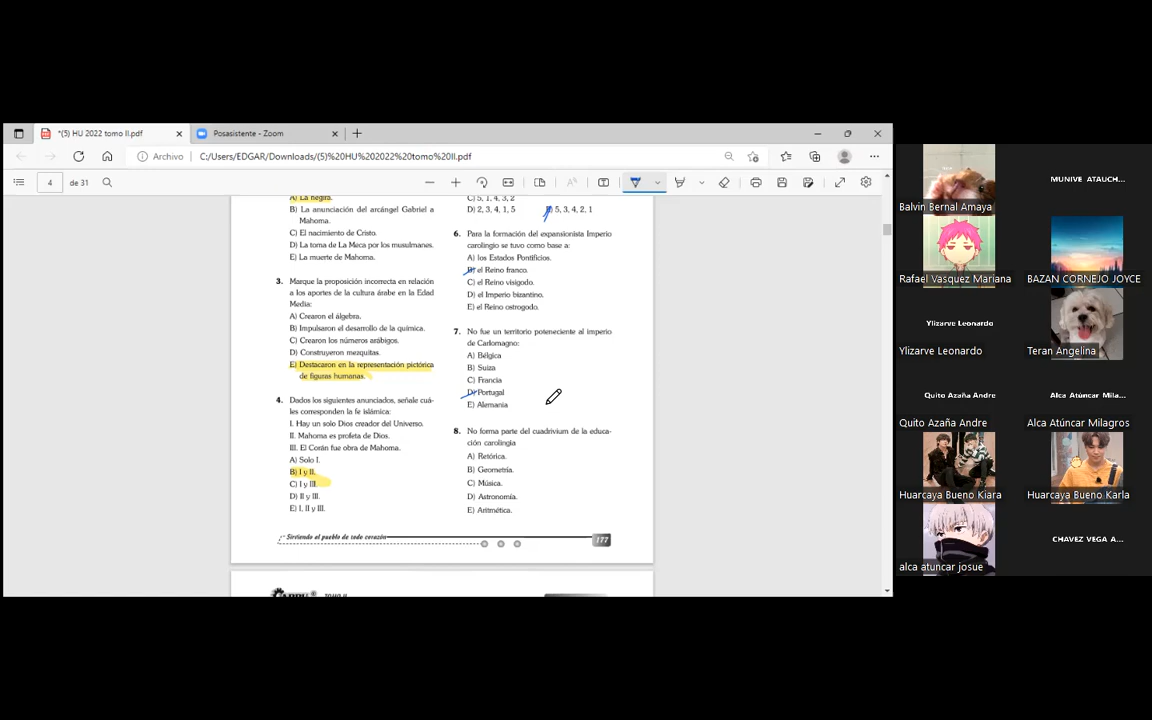 *(5) HU 2022 tomo II.pdf
Posasistente - Zoom
Archivo
C:/Users/EDGAR/Downloads/(5)%20HU%202022%20tomo%20II.pdf
4
de 31
A) La hégira.
B) La anunciación del arcángel Gabriel a
Mahoma.
C) El nacimiento de Cristo.
D) La toma de La Meca por los musulmanes.
E) La muerte de Mahoma.
3. Marque la proposición incorrecta en relación
a los aportes de la cultura árabe en la Edad
Media:
A) Crearon el álgebra.
B) Impulsaron el desarrollo de la química.
C) Crearon los números arábigos.
D) Construyeron mezquitas.
E) Destacaron en la representación pictórica
de figuras humanas.
4. Dados los siguientes anunciados, señale cuá-
les corresponden la fe islámica:
I. Hay un solo Dios creador del Universo.
II. Mahoma es profeta de Dios.
III. El Corán fue obra de Mahoma.
A) Solo I.
B) I y II.
C) I y III.
D) II y III.
E) I, II y III.
C) 5, 1, 4, 3, 2
D) 2, 3, 4, 1, 5 E) 5, 3, 4, 2, 1
6. Para la formación del expansionista Imperio
carolingio se tuvo como base a:
A) los Estados Pontificios.
B) el Reino franco.
C) el Reino visigodo.
D) el Imperio bizantino.
E) el Reino ostrogodo.
7. No fue un territorio poteneciente al imperio
de Carlomagno:
A) Bélgica
B) Suiza
C) Francia
D) Portugal
E) Alemania
8. No forma parte del cuadrivium de la educa-
ción carolingia
A) Retórica.
B) Geometría.
C) Música.
D) Astronomía.
E) Aritmética.
Sirviendo al pueblo de todo corazón
177
Balvin Bernal Amaya
MUNIVE ATAUCH...
Rafael Vasquez Mariana
BAZAN CORNEJO JOYCE
Ylizarve Leonardo
Ylizarve Leonardo
Teran Angelina
Quito Azaña Andre
Quito Azaña Andre
Alca Atúncar Mila...
Alca Atúncar Milagros
Huarcaya Bueno Kiara
Huarcaya Bueno Karla
alca atuncar josue
CHAVEZ VEGA A...